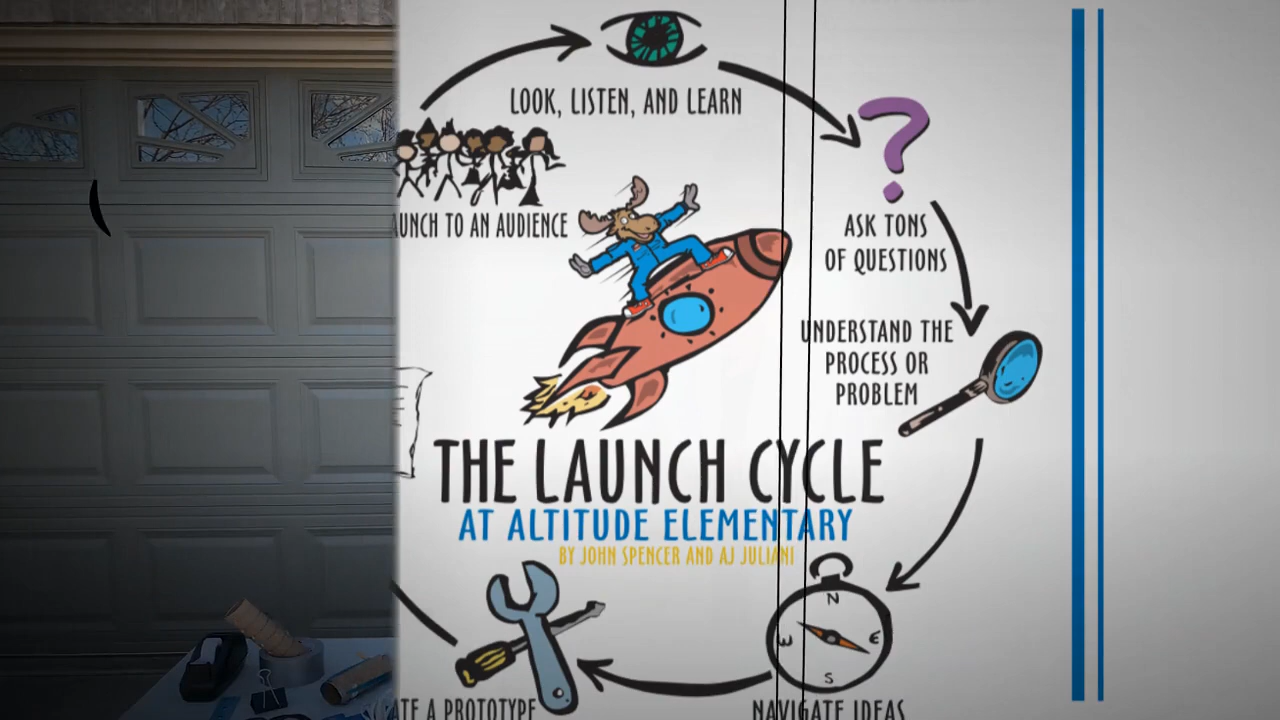 LOOK, LISTEN, AND LEARN
AUNCH TO AN AUDIENCE
ASK TONS
OF QUESTIONS
UNDERSTAND THE
PROCESS OR
PROBLEM
THE LAUNCH CYCLE
AT ALTITUDE ELEMENTARY
BY JOHN SPENCER AND AJ JULIANI
N
S
ATE A PROTOTYPE
NAVIGATE IDEAS